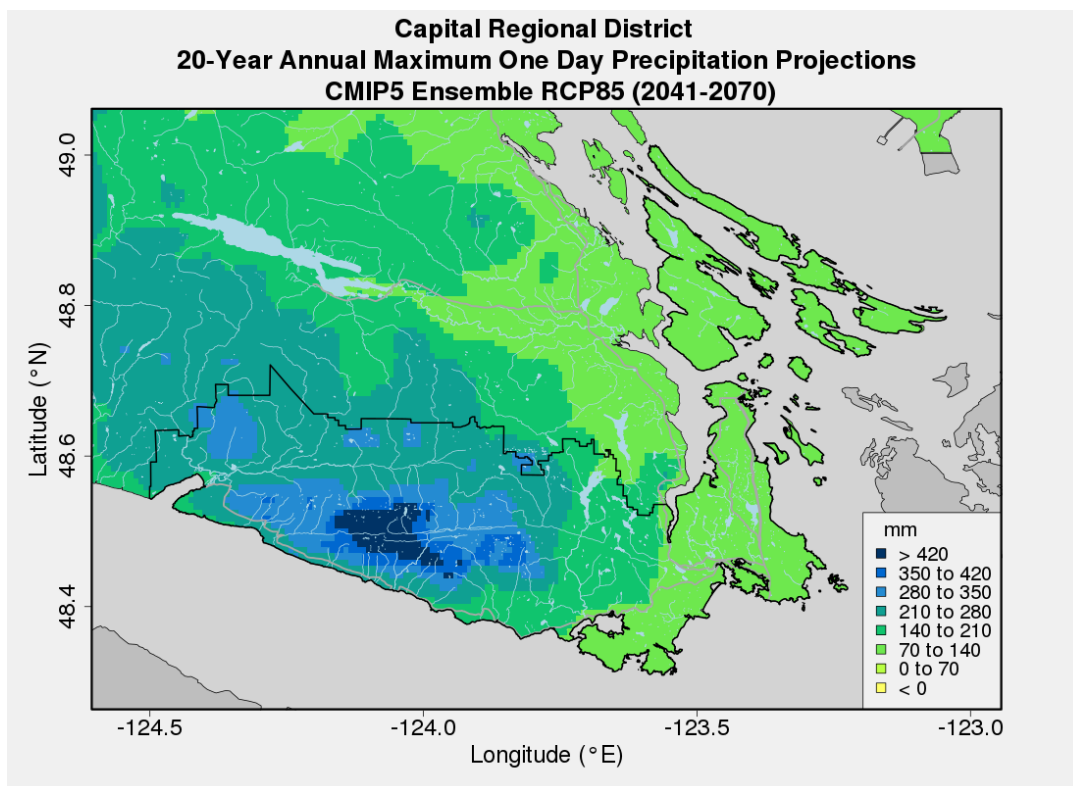 Capital Regional District
20-Year Annual Maximum One Day Precipitation Projections
CMIP5 Ensemble RCP85 (2041-2070)
Latitude (°N)
49.0
48.8
48.6
48.4
mm
> 420
350 to 420
280 to 350
210 to 280
140 to 210
70 to 140
0 to 70
< 0
-124.5
-124.0
-123.5
-123.0
Longitude (°E)